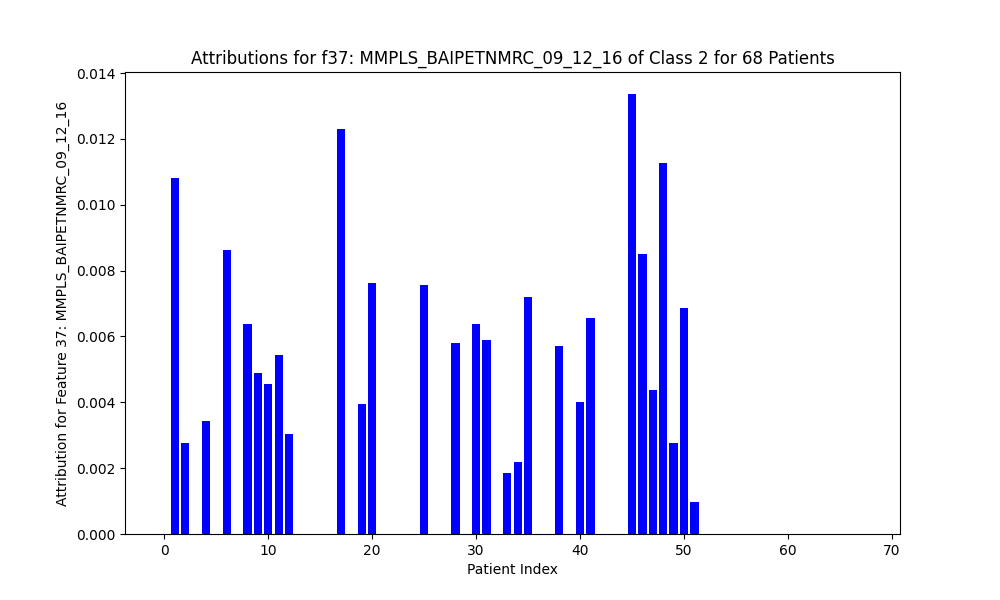 Attributions for f37: MMPLS_BAIPETNMRC_09_12_16 of Class 2 for 68 Patients
Attribution for Feature 37: MMPLS_BAIPETNMRC_09_12_16
0.014
0.012
0.010
0.008
0.006
0.004
0.002
0.000
0 10 20 30 40 50 60 70
Patient Index